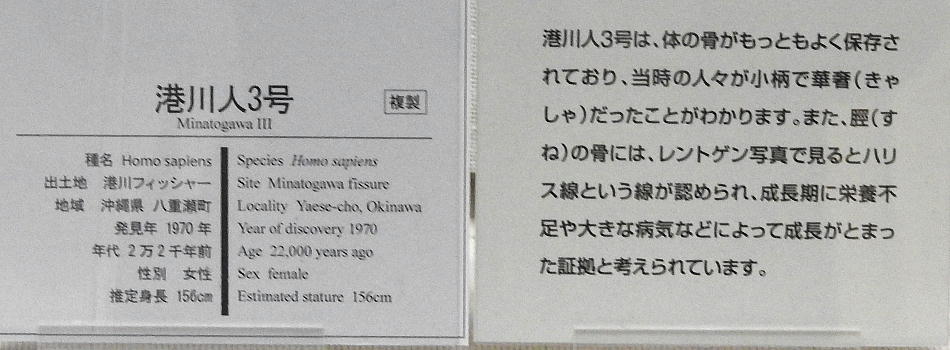 港川人3号
複製
Minatogawa III
種名 Homo sapiens
出土地 港川フィッシャー
地域 沖縄県 八重瀬町
発見年 1970年
年代 2万2千年前
性別 女性
推定身長 156cm
Species Homo sapiens
Site Minatogawa fissure
Locality Yaese-cho, Okinawa
Year of discovery 1970
Age 22,000 years ago
Sex female
Estimated stature 156cm
港川人3号は、体の骨がもっともよく保存さ
れており、当時の人々が小柄で華奢(きゃ
しゃ)だったことがわかります。また、脛(す
ね)の骨には、レントゲン写真で見るとハリ
ス線という線が認められ、成長期に栄養不
足や大きな病気などによって成長がとまっ
た証拠と考えられています。